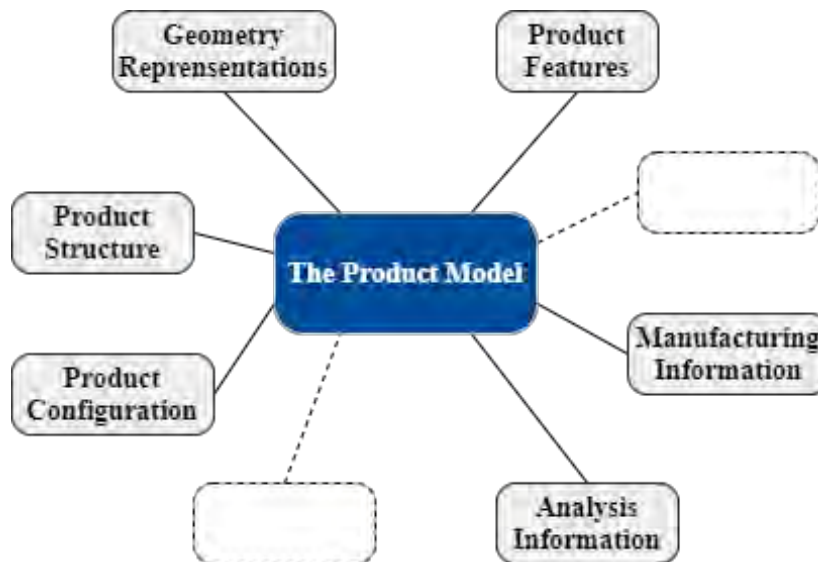 Geometry
Reprensentations
Product
Features
Product
Structure
The Product Model
Manufacturing
Information
Product
Configuration
Analysis
Information